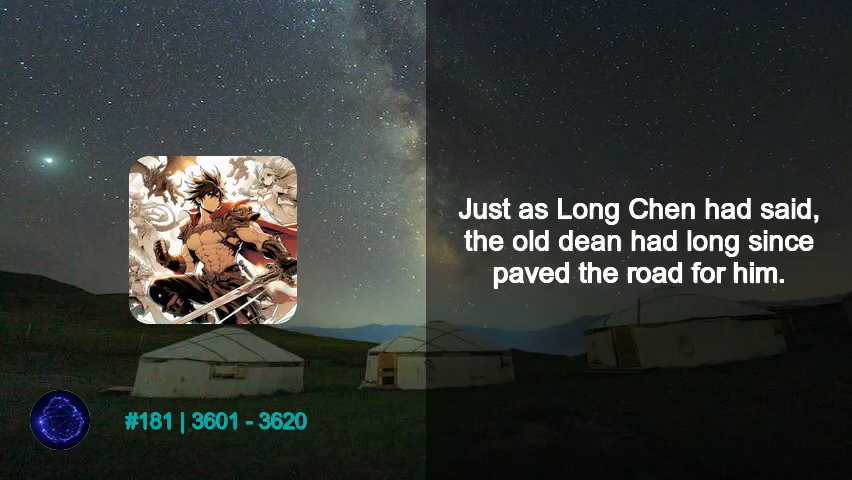 Just as Long Chen had said,
the old dean had long since
paved the road for him.
#181 | 3601 - 3620